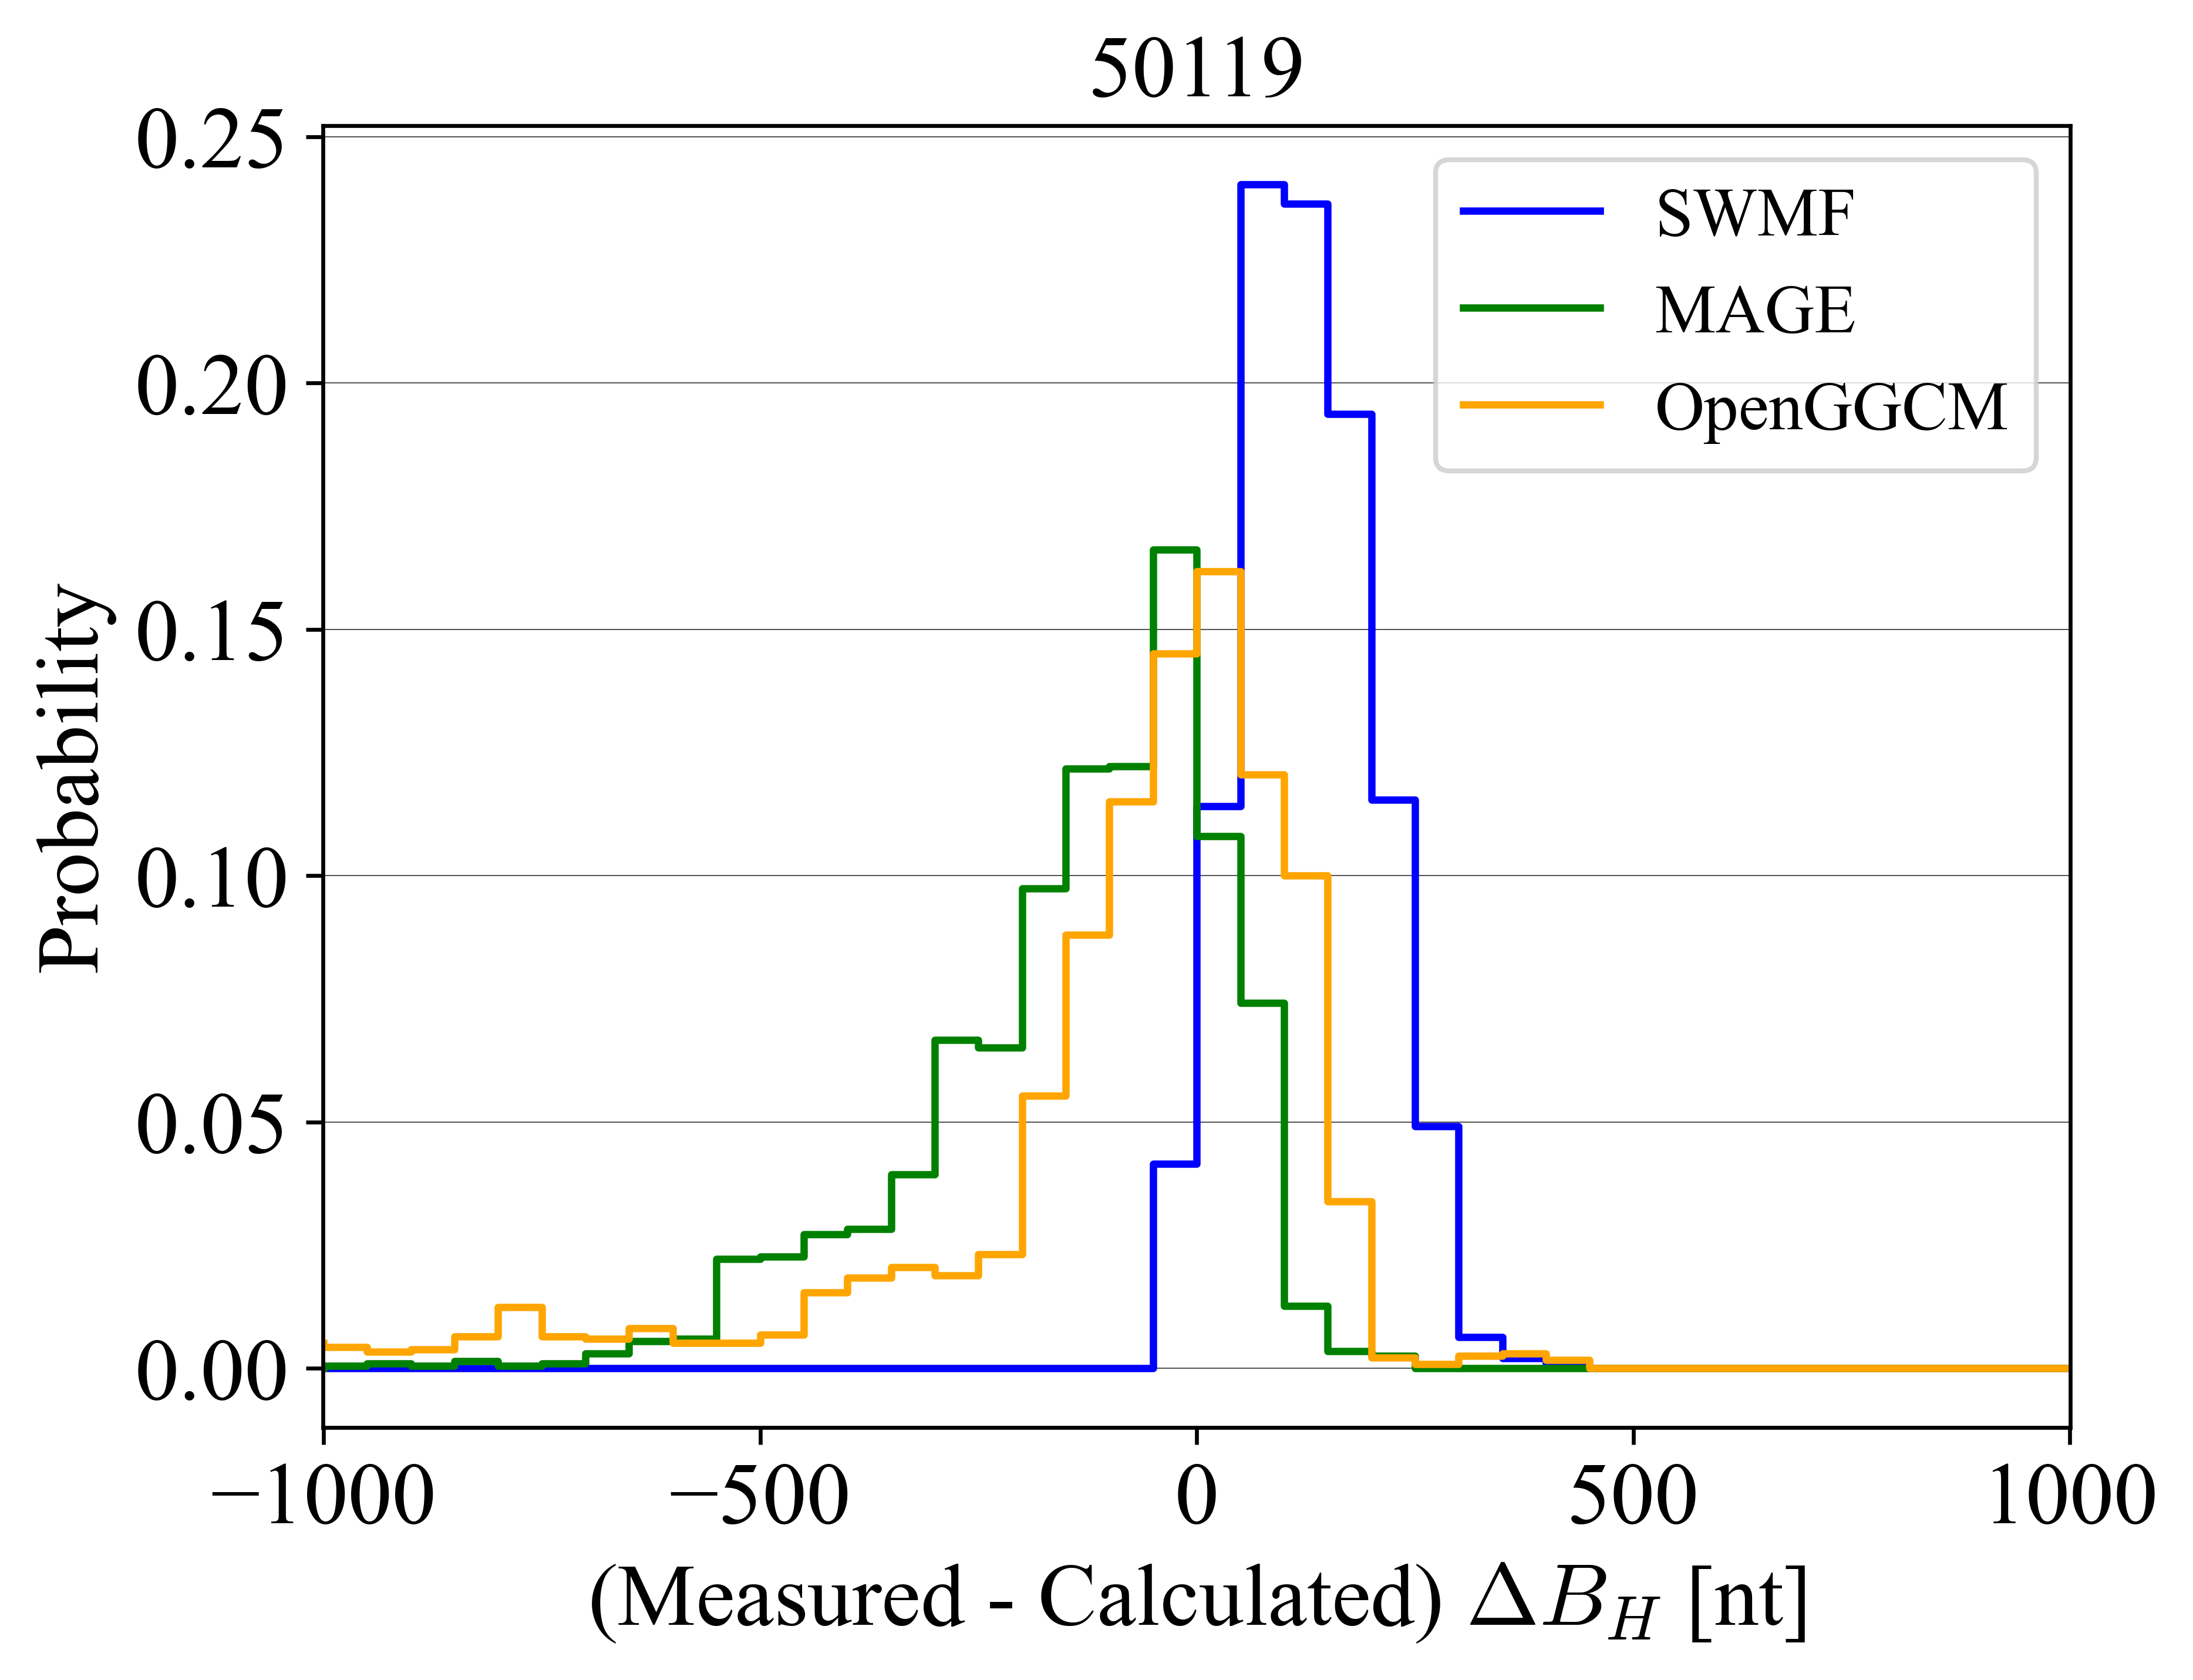 50119
0.25
0.20
0.15
0.10
0.05
0.00
Probability
SWMF
MAGE
OpenGGCM
−1000 −500 0 500 1000
(Measured - Calculated) Δ𝐵𝐻 [nt]